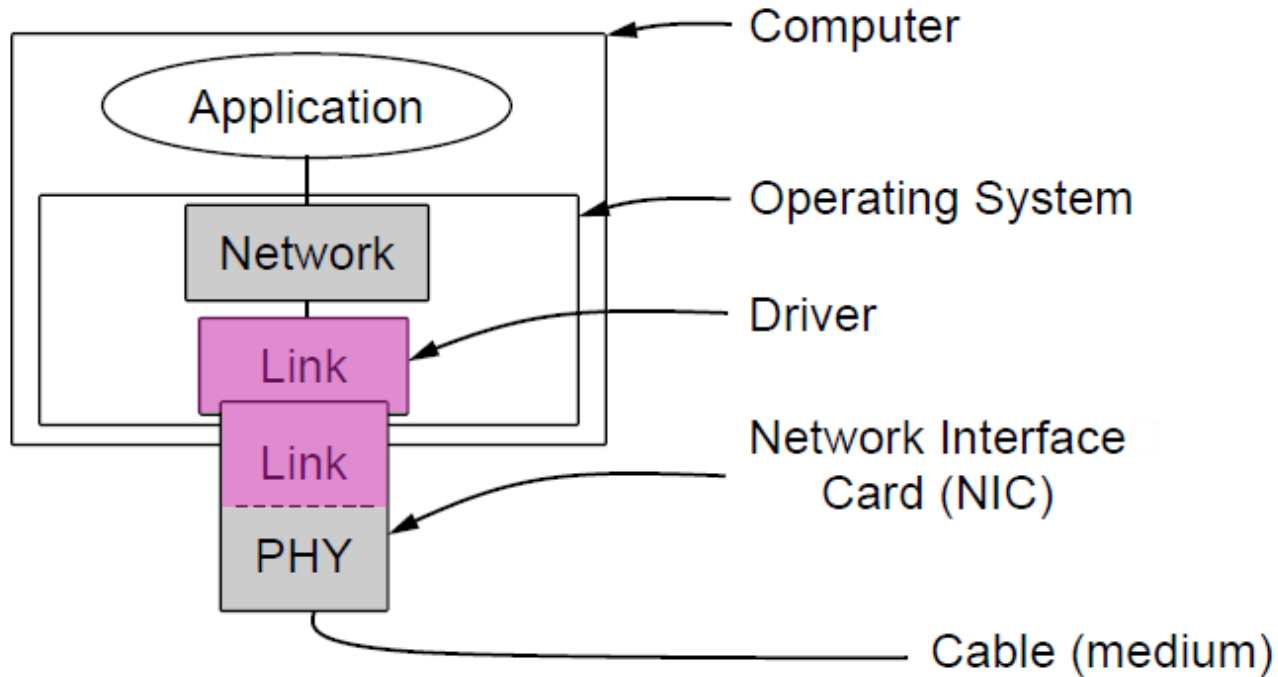 Computer
Application
Operating System
Network
Driver
Link
Network Interface
Card (NIC)
Link
PHY
Cable (medium)